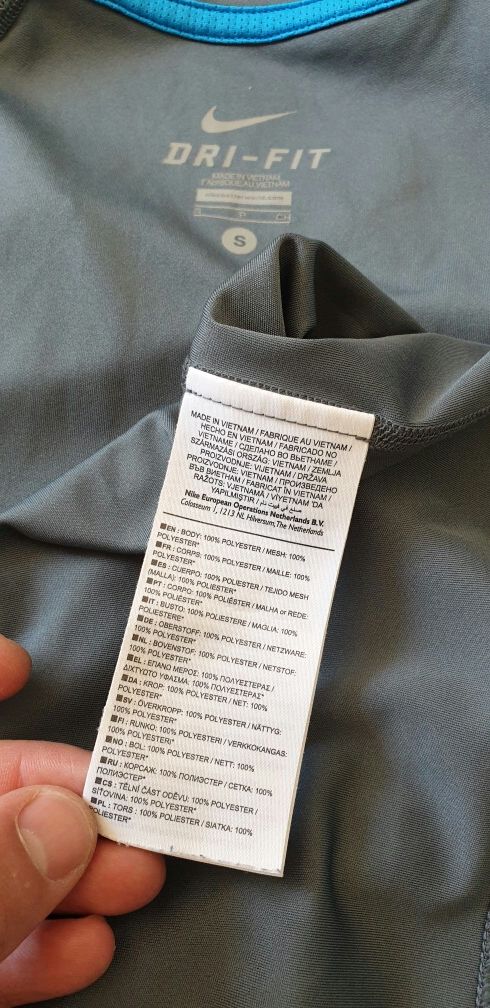 DRI-FIT
MADE IN VIETNAM
FABRIQUE AU VIETNAM
S
MADE IN VIETNAM / FABRIQUE AU VIETNAM /
HECHO EN VIETNAM / FABRICADO NO
VIETNAME / СДЕЛАНО ВО ВЬЕТНАМЕ /
SZÁRMAZÁSI ORSZÁG: VIETNAM / ZEMLJA
PROIZVODNJE: VIJETNAM / DRŽAVA
PROIZVODNJE: VIETNAM / ПРОИЗВЕДЕНО
ВЪВ ВИЕТНАМ / FABRICAT ÎN VIETNAM /
RAŽOTS: VJETNAMĀ / VİYETNAM 'DA
YAPILMIŞTIR / صنع في فيت نام
Nike European Operations Netherlands B.V.
Colosseum 1, 1213 NL Hilversum, The Netherlands
EN : BODY: 100% POLYESTER / MESH: 100%
POLYESTER*
FR : CORPS: 100% POLYESTER / MAILLE: 100%
POLYESTER*
ES : CUERPO: 100% POLIÉSTER / TEJIDO MESH
(MALLA): 100% POLIÉSTER*
PT : CORPO: 100% POLIÉSTER / MALHA or REDE:
100% POLIÉSTER*
IT : BUSTO: 100% POLIESTERE / MAGLIA: 100%
POLIESTERE*
DE : OBERSTOFF: 100% POLYESTER / NETZWARE:
100% POLYESTER*
NL : BOVENSTOF: 100% POLYESTER / NETSTOF:
100% POLYESTER*
EL : ΕΠΑΝΩ ΜΕΡΟΣ: 100% ΠΟΛΥΕΣΤΕΡΑΣ /
ΔΙΧΤΥΩΤΟ ΥΦΑΣΜΑ: 100% ΠΟΛΥΕΣΤΕΡΑΣ*
DA : KROP: 100% POLYESTER / NET: 100%
POLYESTER*
SV : ÖVERKROPP: 100% POLYESTER / NÄTTYG:
100% POLYESTER*
FI : RUNKO: 100% POLYESTERI / VERKKOKANGAS:
100% POLYESTERI*
NO : BOL: 100% POLYESTER / NETT: 100%
POLYESTER*
RU : КОРСАЖ: 100% ПОЛИЭСТЕР / СЕТКА: 100%
ПОЛИЭСТЕР*
CS : TĚLNÍ ČÁST ODĚVU: 100% POLYESTER /
SÍŤOVINA: 100% POLYESTER*
PL : TORS : 100% POLIESTER / SIATKA: 100%
POLIESTER*